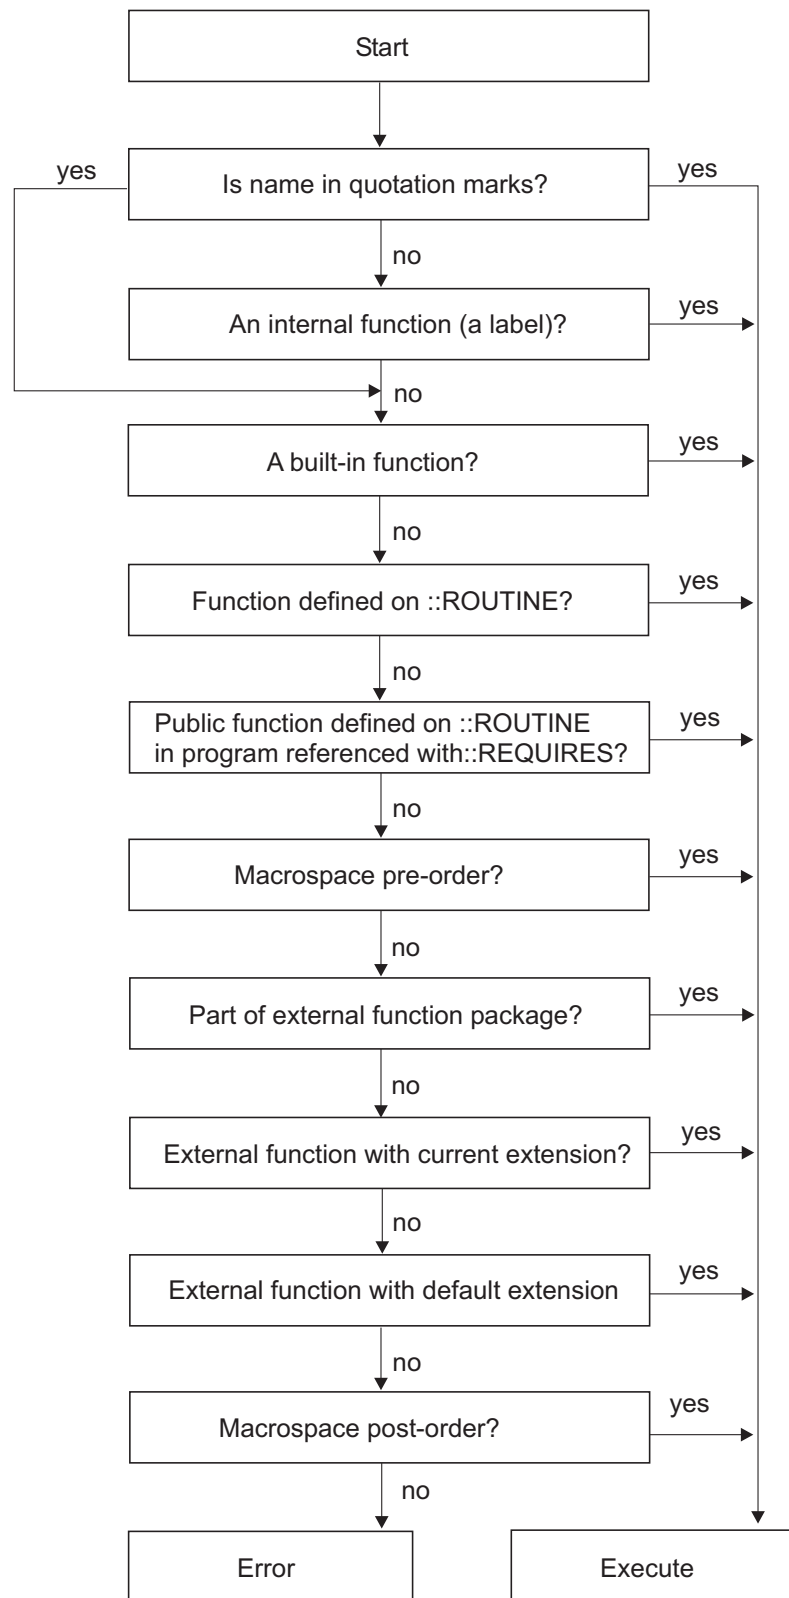 Start
yes
Is name in quotation marks?
yes
no
An internal function (a label)?
yes
no
A built-in function?
yes
no
Function defined on ::ROUTINE?
yes
no
Public function defined on ::ROUTINE
in program referenced with::REQUIRES?
yes
no
Macrospace pre-order?
yes
no
Part of external function package?
yes
no
External function with current extension?
yes
no
External function with default extension
yes
no
Macrospace post-order?
yes
no
Error
Execute